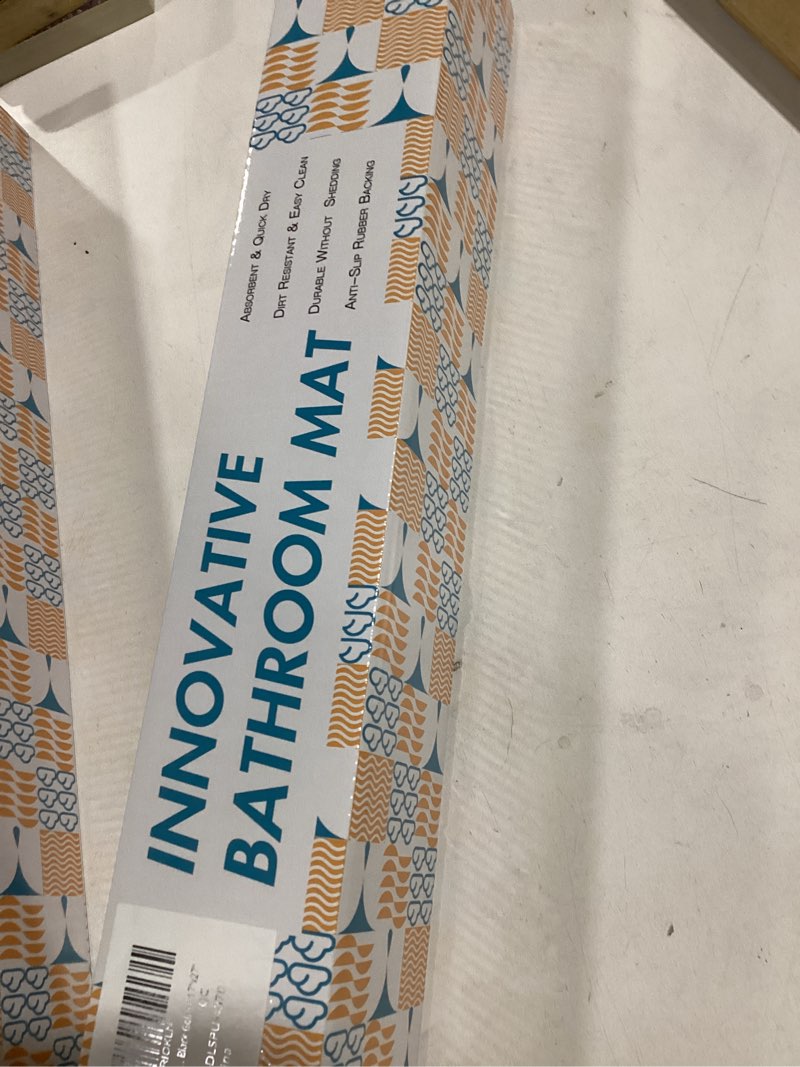 INNOVATIVE
BATHROOM MAT
ABSORBENT & QUICK DRY
DIRT RESISTANT & EASY CLEAN
DURABLE WITHOUT SHEDDING
ANTI-SLIP RUBBER BACKING